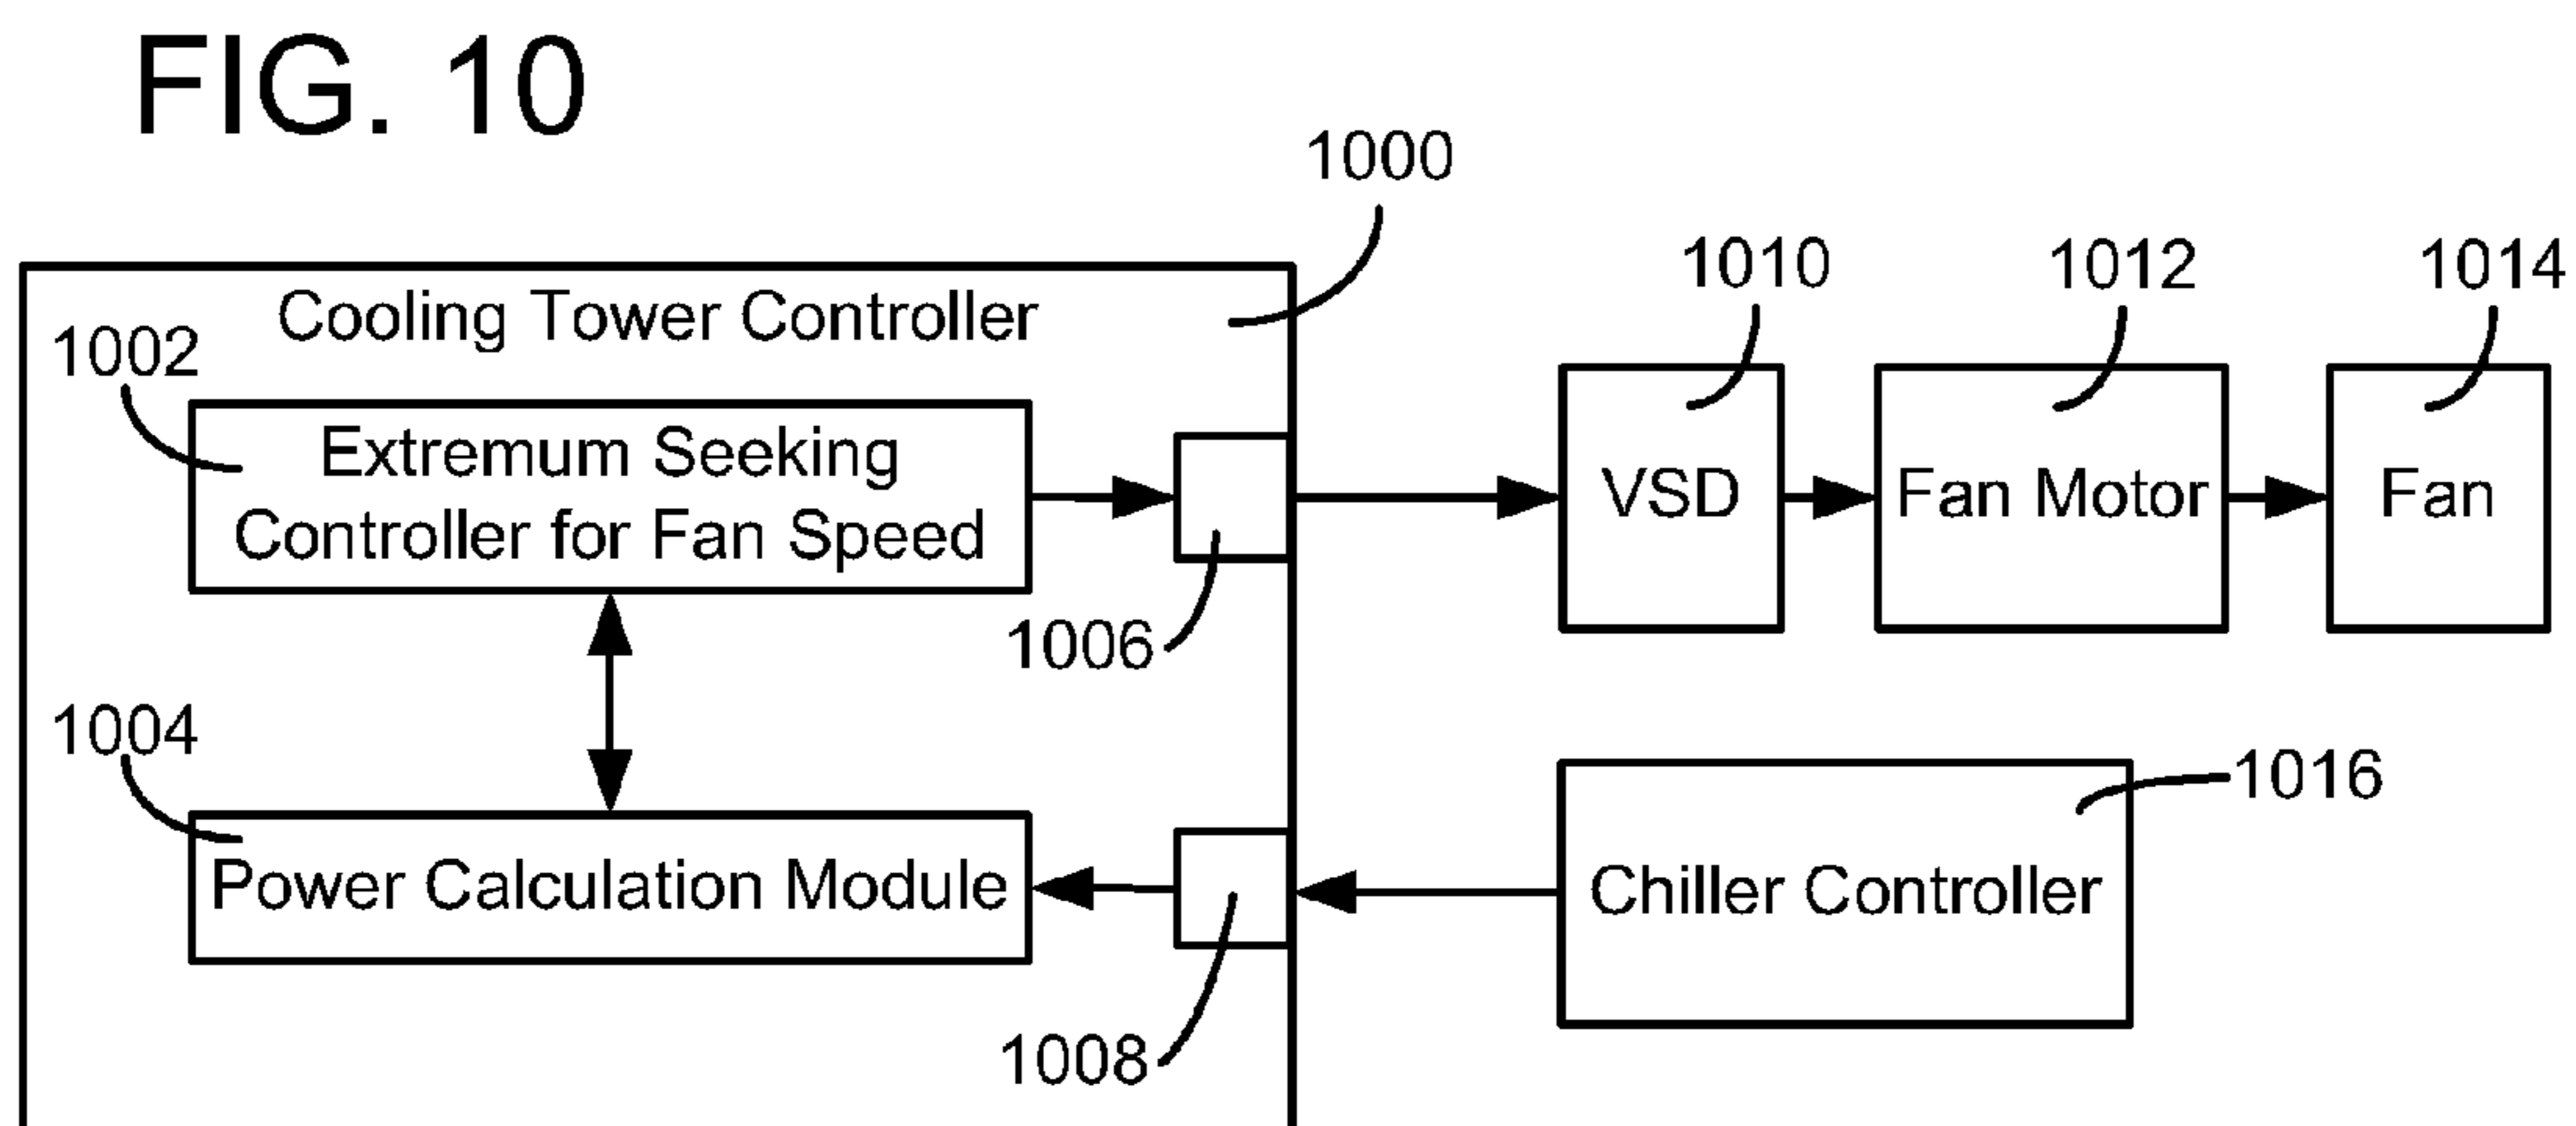 FIG. 10
1000
1010
1012
1014
Cooling Tower Controller
1002
Extremum Seeking
Controller for Fan Speed
VSD
Fan Motor
Fan
1006
1004
1016
Power Calculation Module
Chiller Controller
1008